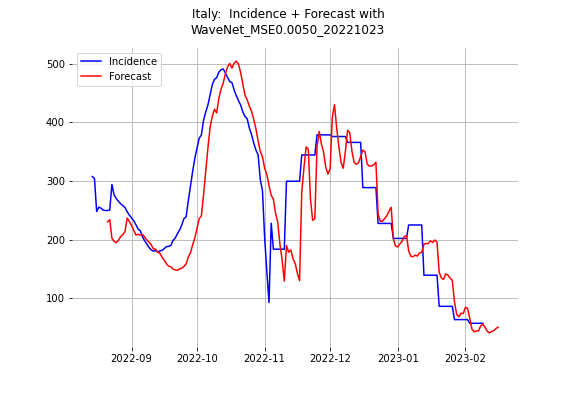 Italy:  Incidence + Forecast with
WaveNet_MSE0.0050_20221023
Incidence
Forecast
500
400
300
200
100
2022-09
2022-10
2022-11
2022-12
2023-01
2023-02